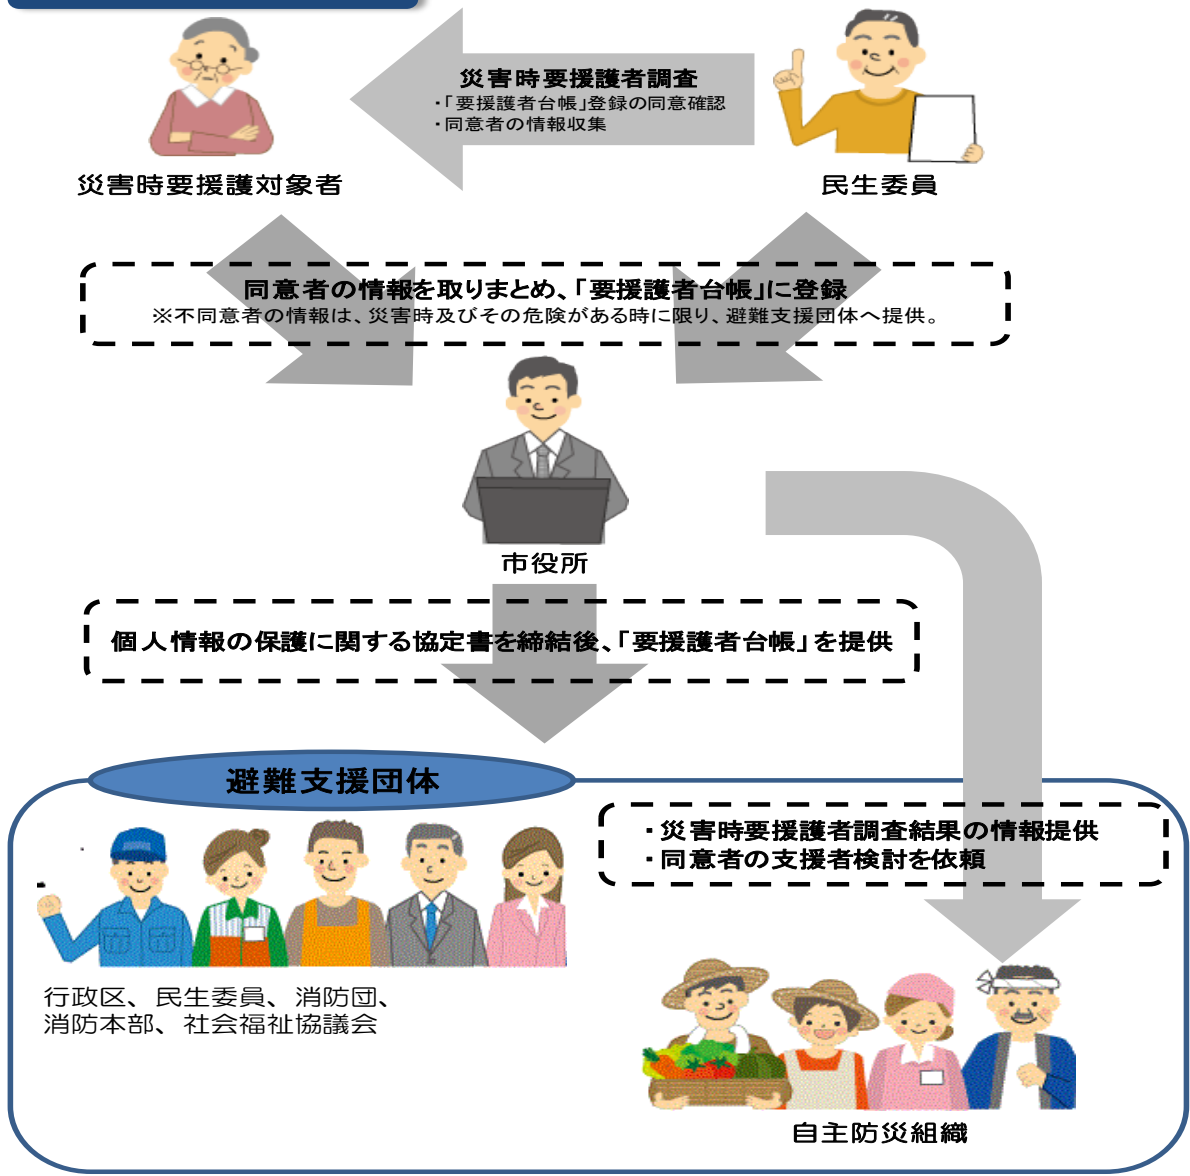 災害時要援護者調査
・「要援護者台帳」登録の同意確認
・同意者の情報収集
災害時要援護対象者
民生委員
同意者の情報を取りまとめ、「要援護者台帳」に登録
※不同意者の情報は、災害時及びその危険がある時に限り、避難支援団体へ提供。
市役所
個人情報の保護に関する協定書を締結後、「要援護者台帳」を提供
避難支援団体
・災害時要援護者調査結果の情報提供
・同意者の支援者検討を依頼
行政区、民生委員、消防団、
消防本部、社会福祉協議会
自主防災組織